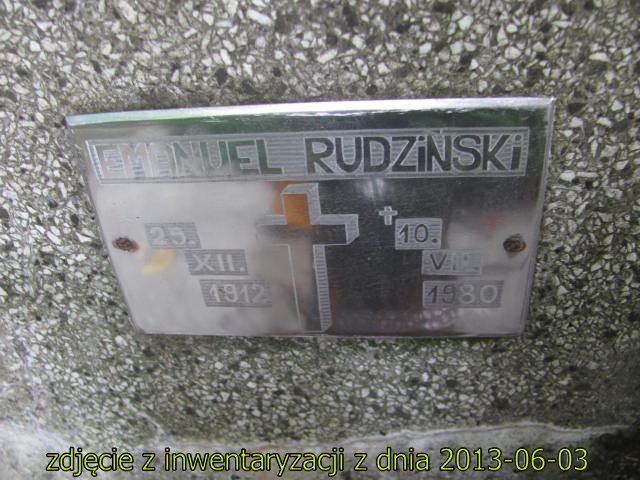 EMANUEL RUDZIŃSKI
25. † 10.
XII.
1912 1980
zdjęcie z inwentaryzacji z dnia 2013-06-03